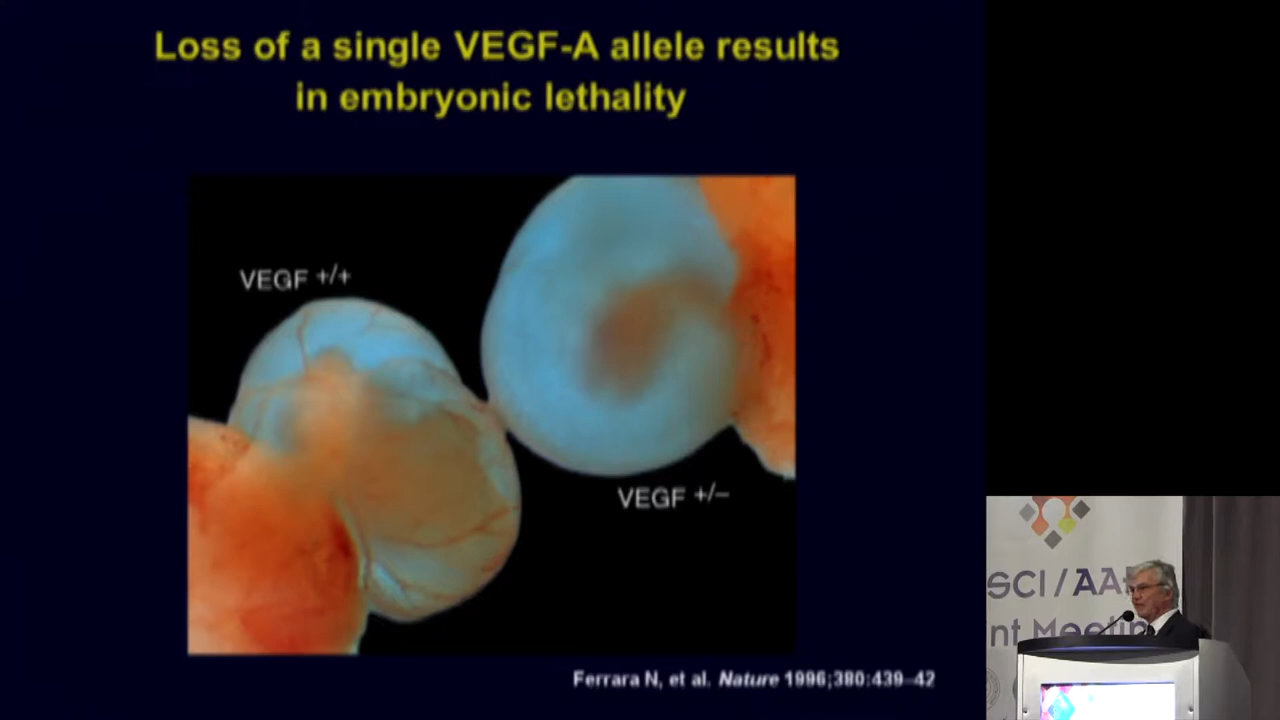 Loss of a single VEGF-A allele results
in embryonic lethality
VEGF +/+
VEGF +/–
Ferrara N, et al. Nature 1996;380:439–42
SCI / AA
nt Meetin